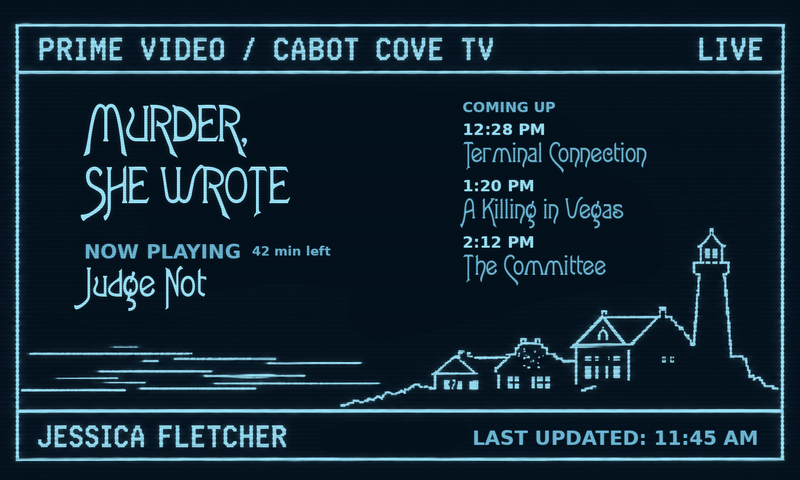 PRIME VIDEO / CABOT COVE TV
LIVE
MURDER,
SHE WROTE
NOW PLAYING 42 min left
Judge Not
COMING UP
12:28 PM
Terminal Connection
1:20 PM
A Killing in Vegas
2:12 PM
The Committee
JESSICA FLETCHER
LAST UPDATED: 11:45 AM